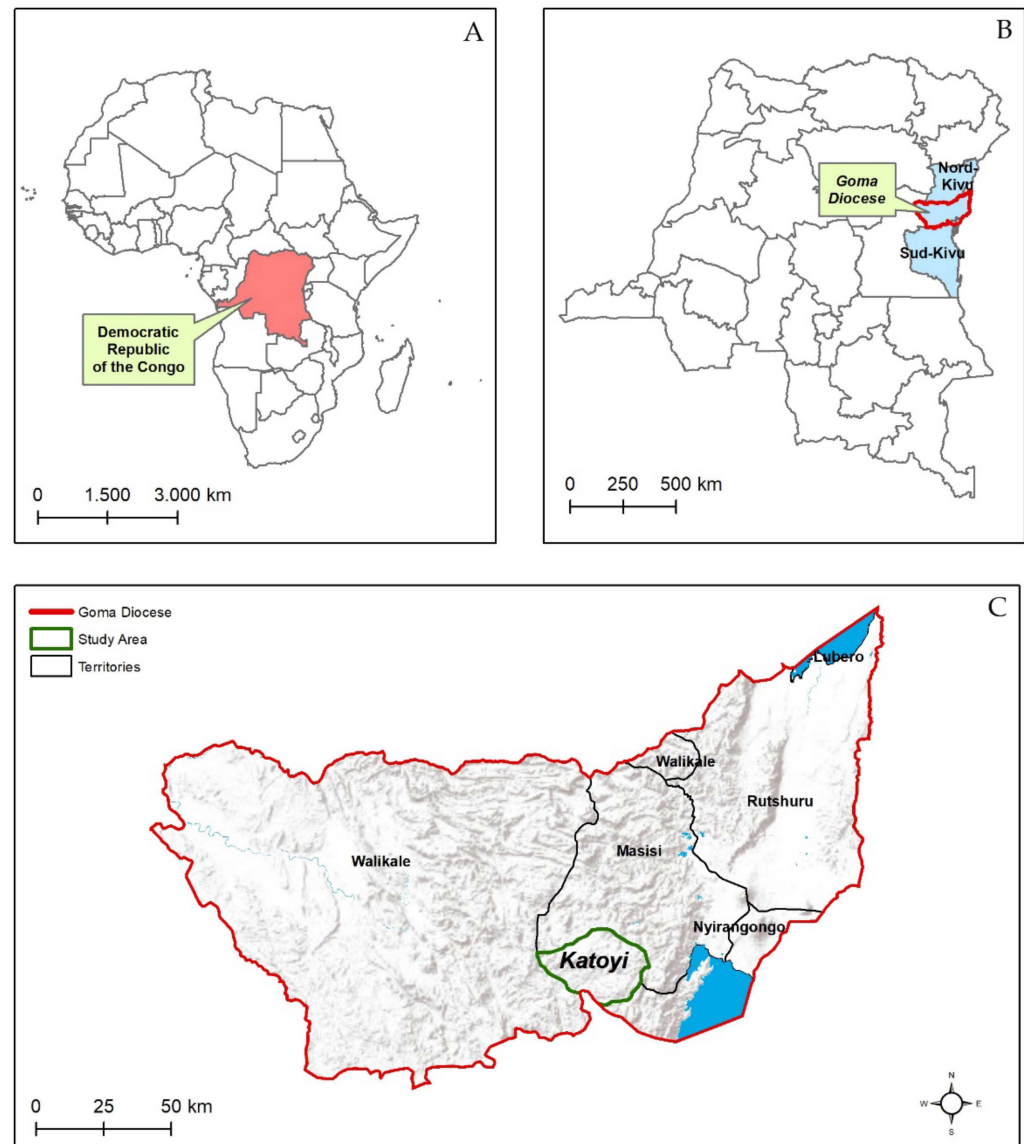 A
Democratic
Republic
of the Congo
0 1.500 3.000 km
B
Nord-
Kivu
Goma
Diocese
Sud-Kivu
0 250 500 km
C
Goma Diocese
Study Area
Territories
-Lubero
Walikale
Rutshuru
Masisi
Walikale
Nyirangongo
Katoyi
0 25 50 km
N
W E
S